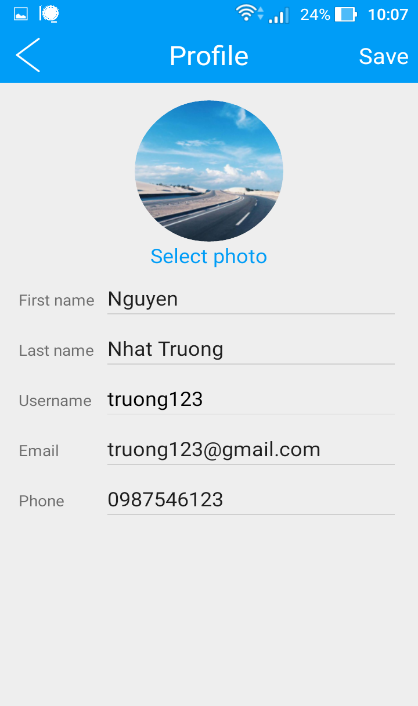 24% 10:07
Profile Save
Select photo
First name Nguyen
Last name Nhat Truong
Username truong123
Email truong123@gmail.com
Phone 0987546123